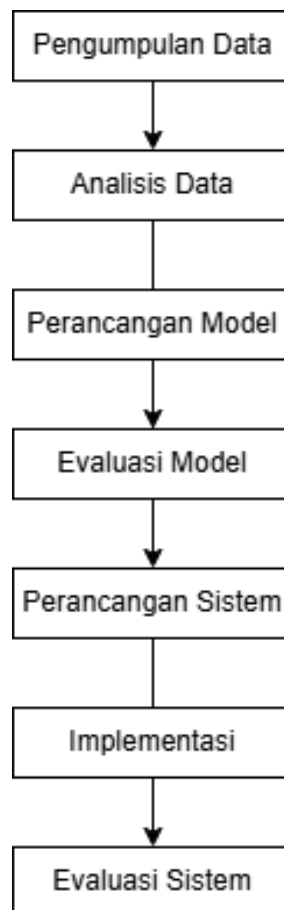 Pengumpulan Data
Analisis Data
Perancangan Model
Evaluasi Model
Perancangan Sistem
Implementasi
Evaluasi Sistem